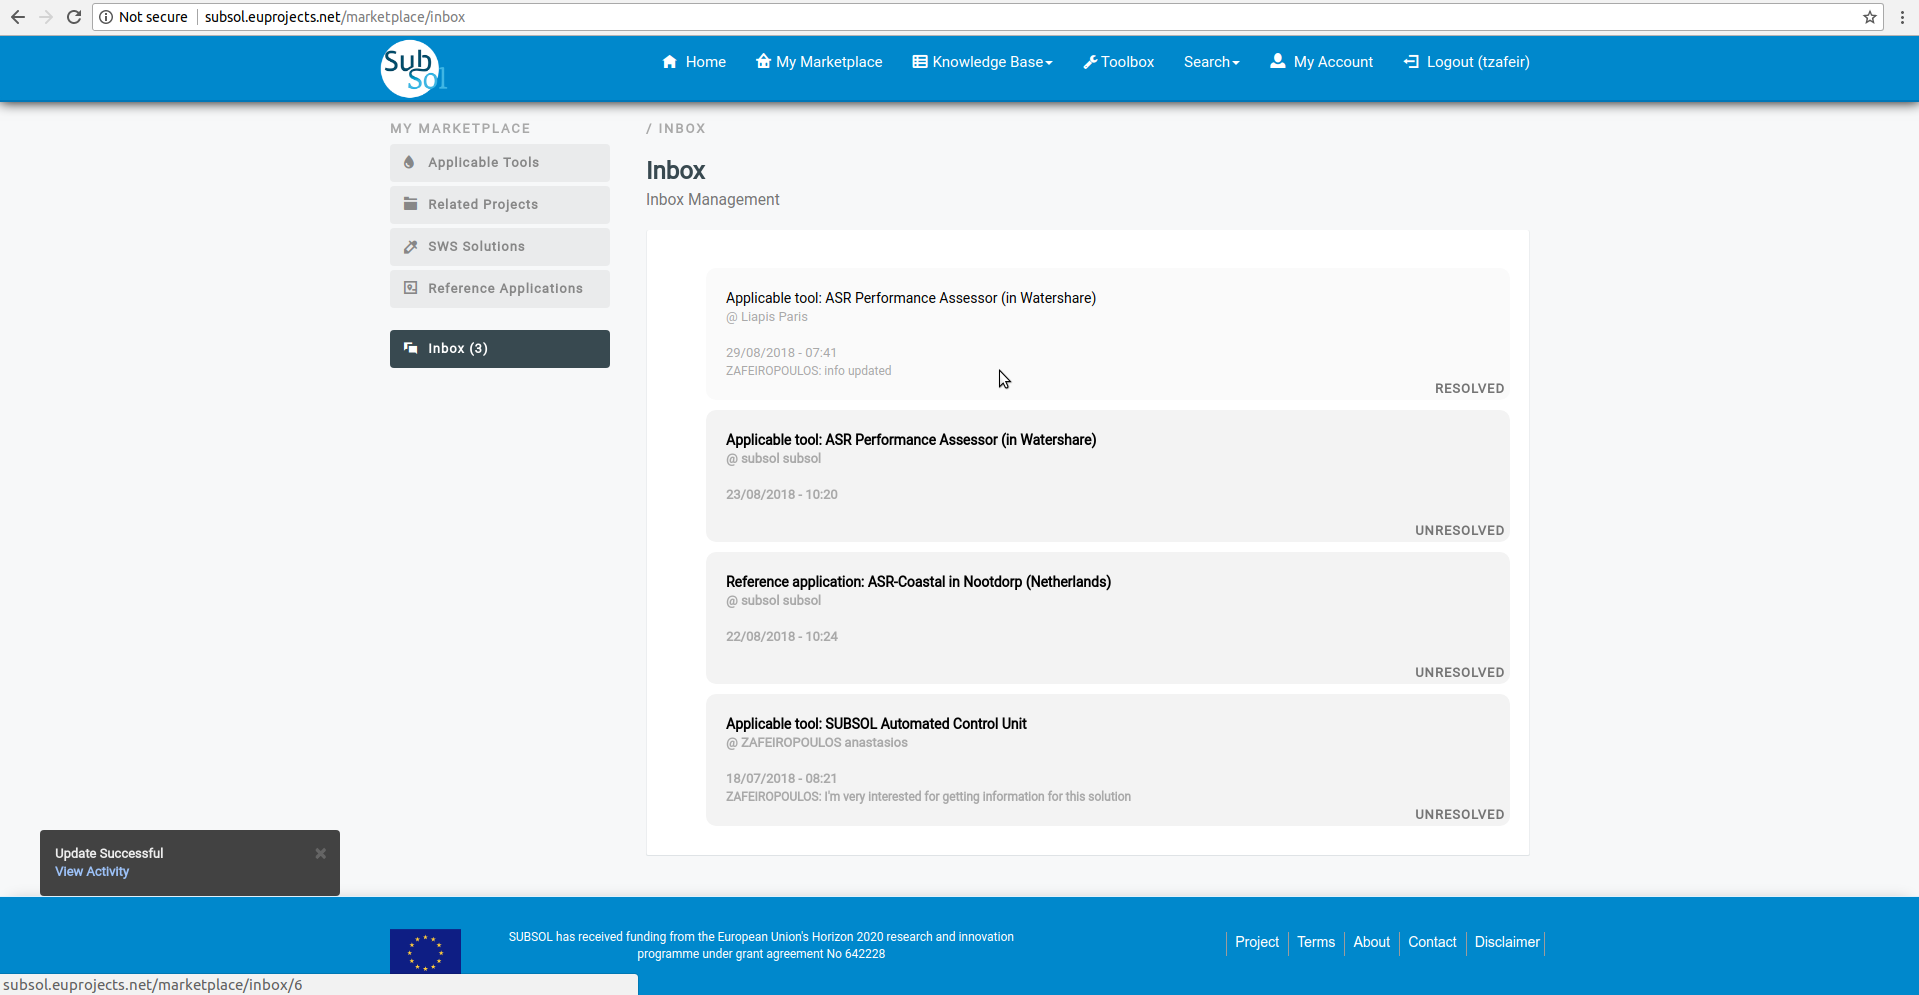 Not secure
subsol.euprojects.net/marketplace/inbox
Sub
Sol
Home
My Marketplace
Knowledge Base
Toolbox
Search
My Account
Logout (tzafeir)
MY MARKETPLACE
Applicable Tools
Related Projects
SWS Solutions
Reference Applications
Inbox (3)
/ INBOX
Inbox
Inbox Management
Applicable tool: ASR Performance Assessor (in Watershare)
@ Liapis Paris
29/08/2018 - 07:41
ZAFEIROPOULOS: info updated
RESOLVED
Applicable tool: ASR Performance Assessor (in Watershare)
@ subsol subsol
23/08/2018 - 10:20
UNRESOLVED
Reference application: ASR-Coastal in Nootdorp (Netherlands)
@ subsol subsol
22/08/2018 - 10:24
UNRESOLVED
Applicable tool: SUBSOL Automated Control Unit
@ ZAFEIROPOULOS anastasios
18/07/2018 - 08:21
ZAFEIROPOULOS: I'm very interested for getting information for this solution
UNRESOLVED
Update Successful
View Activity
SUBSOL has received funding from the European Union's Horizon 2020 research and innovation
programme under grant agreement No 642228
Project
Terms
About
Contact
Disclaimer
subsol.euprojects.net/marketplace/inbox/6